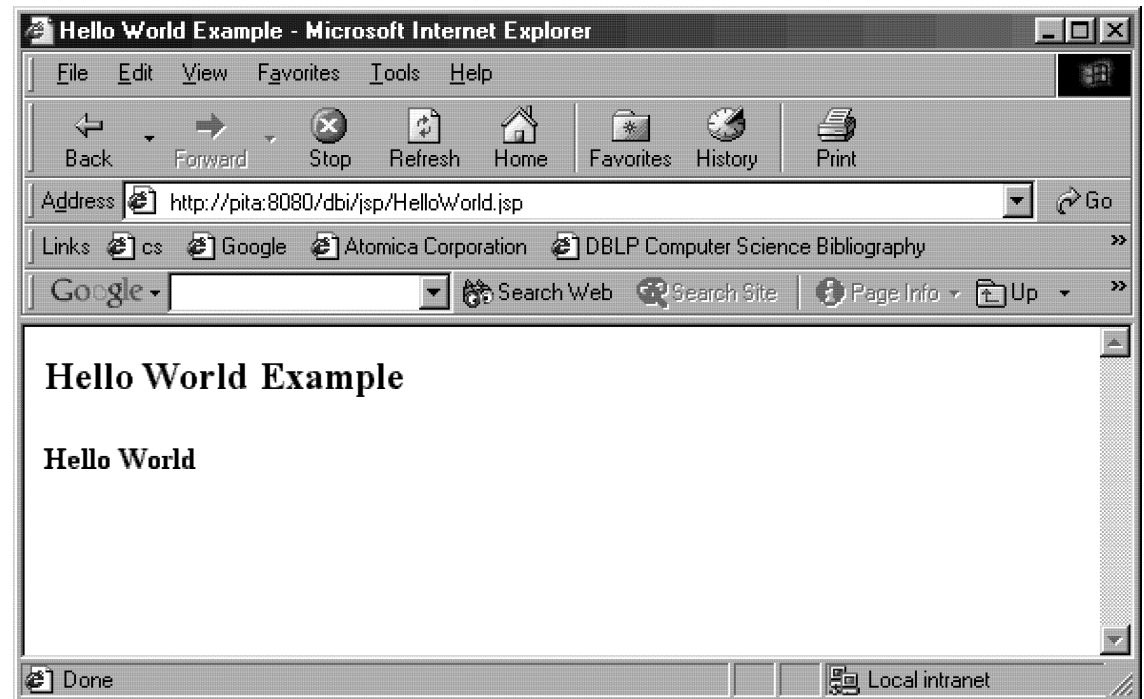 Hello World Example - Microsoft Internet Explorer
File Edit View Favorites Tools Help
Back Forward Stop Refresh Home Favorites History Print
Address http://pita:8080/dbi/jsp/HelloWorld.jsp Go
Links cs Google Atomica Corporation DBLP Computer Science Bibliography »
Google Search Web Search Site Page Info Up »
Hello World Example
Hello World
Done Local intranet